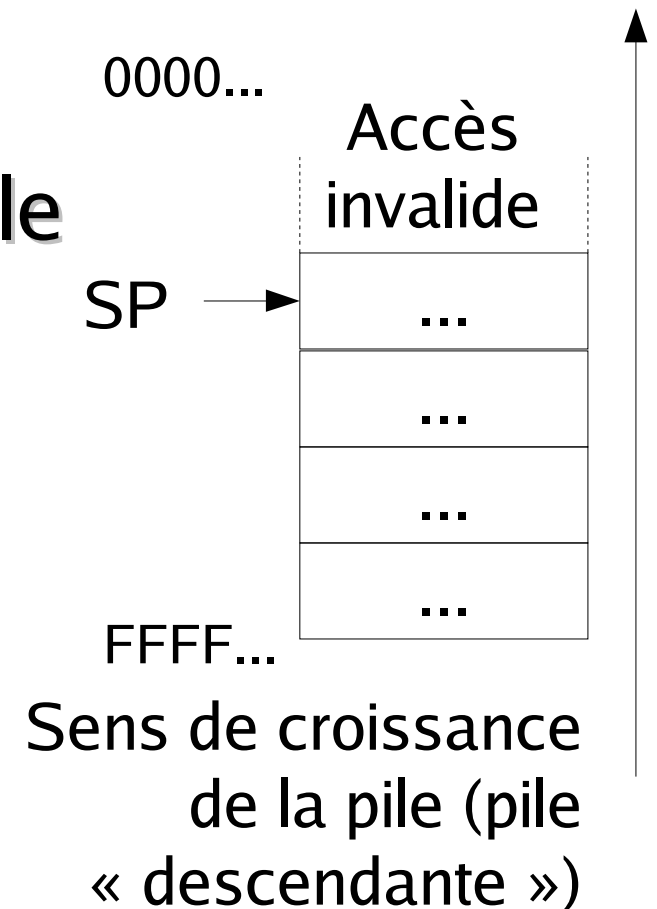 0000...
Accès
invalide
le
SP
...
...
...
...
FFFF...
Sens de croissance
de la pile (pile
« descendante »)